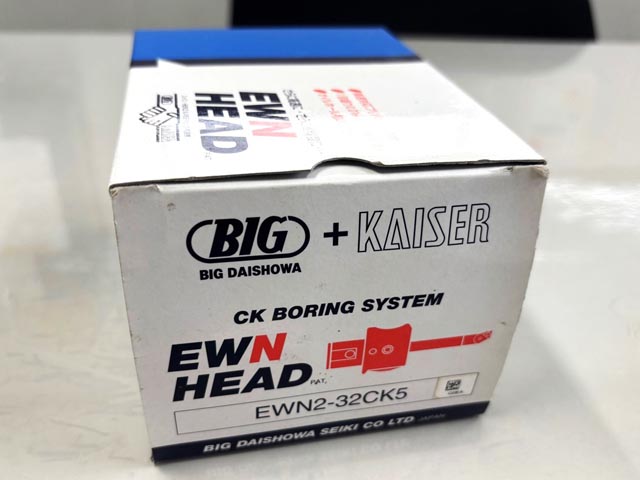 EWN
HEAD
BIG + KAISER
BIG DAISHOWA
CK BORING SYSTEM
EWN
HEAD PAT.
EWN2-32CK5
BIG DAISHOWA SEIKI CO LTD. JAPAN